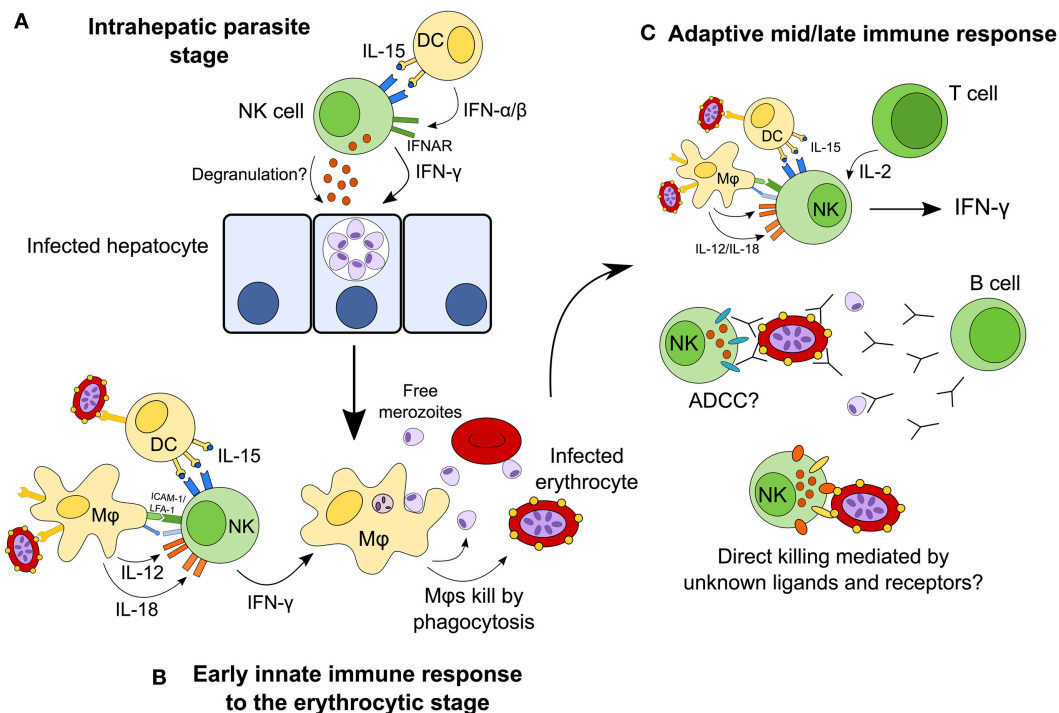 A
Intrahepatic parasite
stage
DC
IL-15
NK cell
IFN-α/β
IFNAR
Degranulation?
IFN-γ
Infected hepatocyte
DC
IL-15
ICAM-1/
LFA-1
Mφ
NK
IL-12
IL-18
IFN-γ
Free
merozoites
Infected
erythrocyte
Mφ
Mφs kill by
phagocytosis
B
Early innate immune response
to the erythrocytic stage
C
Adaptive mid/late immune response
T cell
DC
IL-15
IL-2
Mφ
NK
IFN-γ
IL-12/IL-18
B cell
NK
ADCC?
NK
Direct killing mediated by
unknown ligands and receptors?